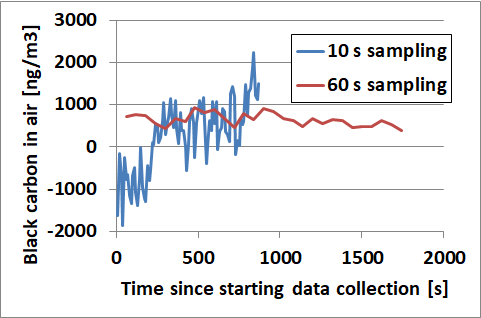 3000
2000
1000
0
-1000
-2000
Black carbon in air [ng/m3]
10 s sampling
60 s sampling
0 500 1000 1500 2000
Time since starting data collection [s]